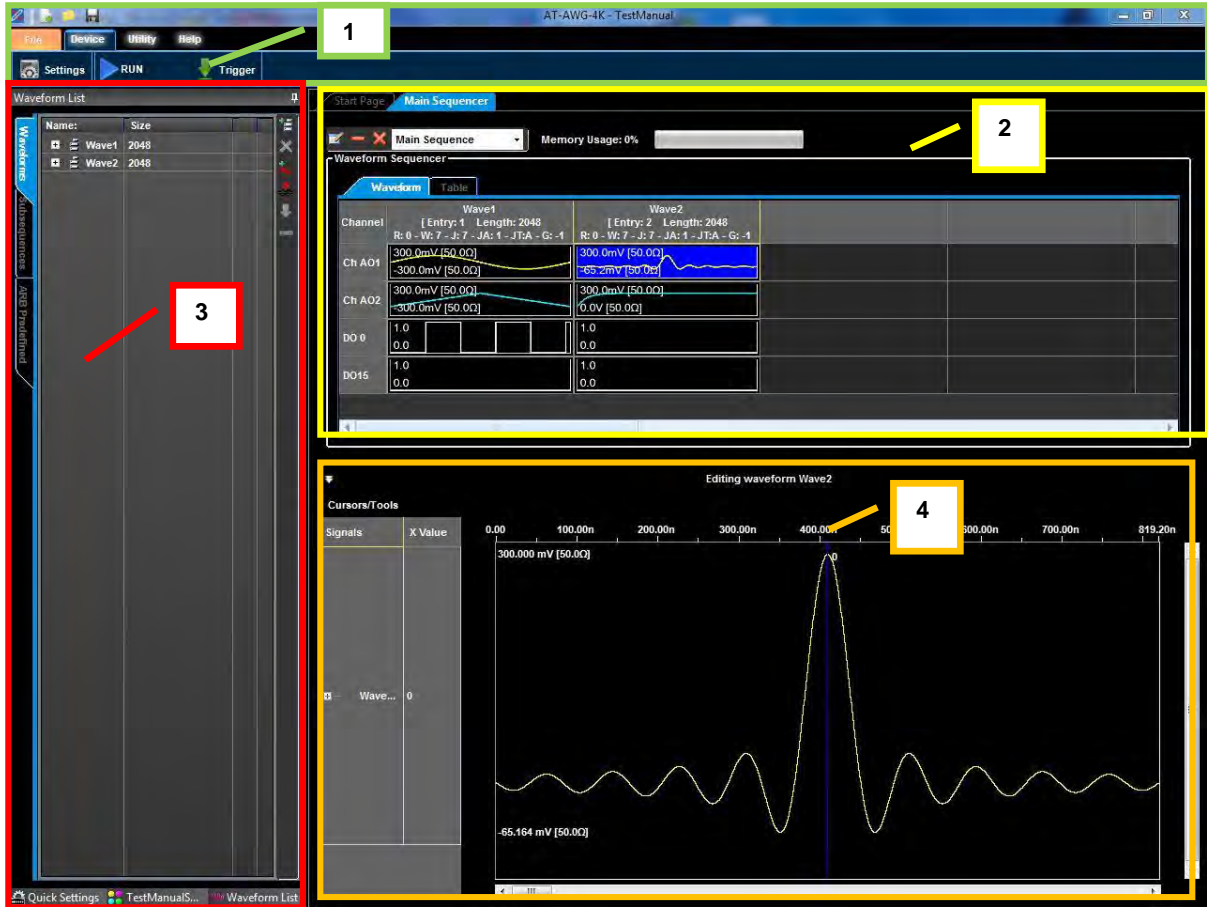 AT-AWG-4K - TestManual
File Device Utility Help
1
Settings RUN Trigger
Waveform List
Waveforms
Subsequences
ARB Predefined
Name: Size
Wave1 2048
Wave2 2048
3
Quick Settings TestManualS... Waveform List
Start Page Main Sequencer
2
Main Sequence Memory Usage: 0%
Waveform Sequencer
Waveform Table
Channel
Wave1
[ Entry: 1 Length: 2048
R: 0 - W: 7 - J: 7 - JA: 1 - JT:A - G: -1
Wave2
[ Entry: 2 Length: 2048
R: 0 - W: 7 - J: 7 - JA: 1 - JT:A - G: -1
Ch AO1
300.0mV [50.0Ω]
-300.0mV [50.0Ω]
300.0mV [50.0Ω]
-65.2mV [50.0Ω]
Ch AO2
300.0mV [50.0Ω]
-300.0mV [50.0Ω]
300.0mV [50.0Ω]
0.0V [50.0Ω]
DO 0
1.0
0.0
1.0
0.0
DO15
1.0
0.0
1.0
0.0
Editing waveform Wave2
4
Cursors/Tools
Signals X Value
0.00 100.00n 200.00n 300.00n 400.00n 600.00n 700.00n 819.20n
300.000 mV [50.0Ω]
0
Wave... 0
-65.164 mV [50.0Ω]